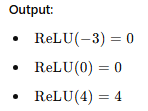 Output:
• ReLU(−3) = 0
• ReLU(0) = 0
• ReLU(4) = 4